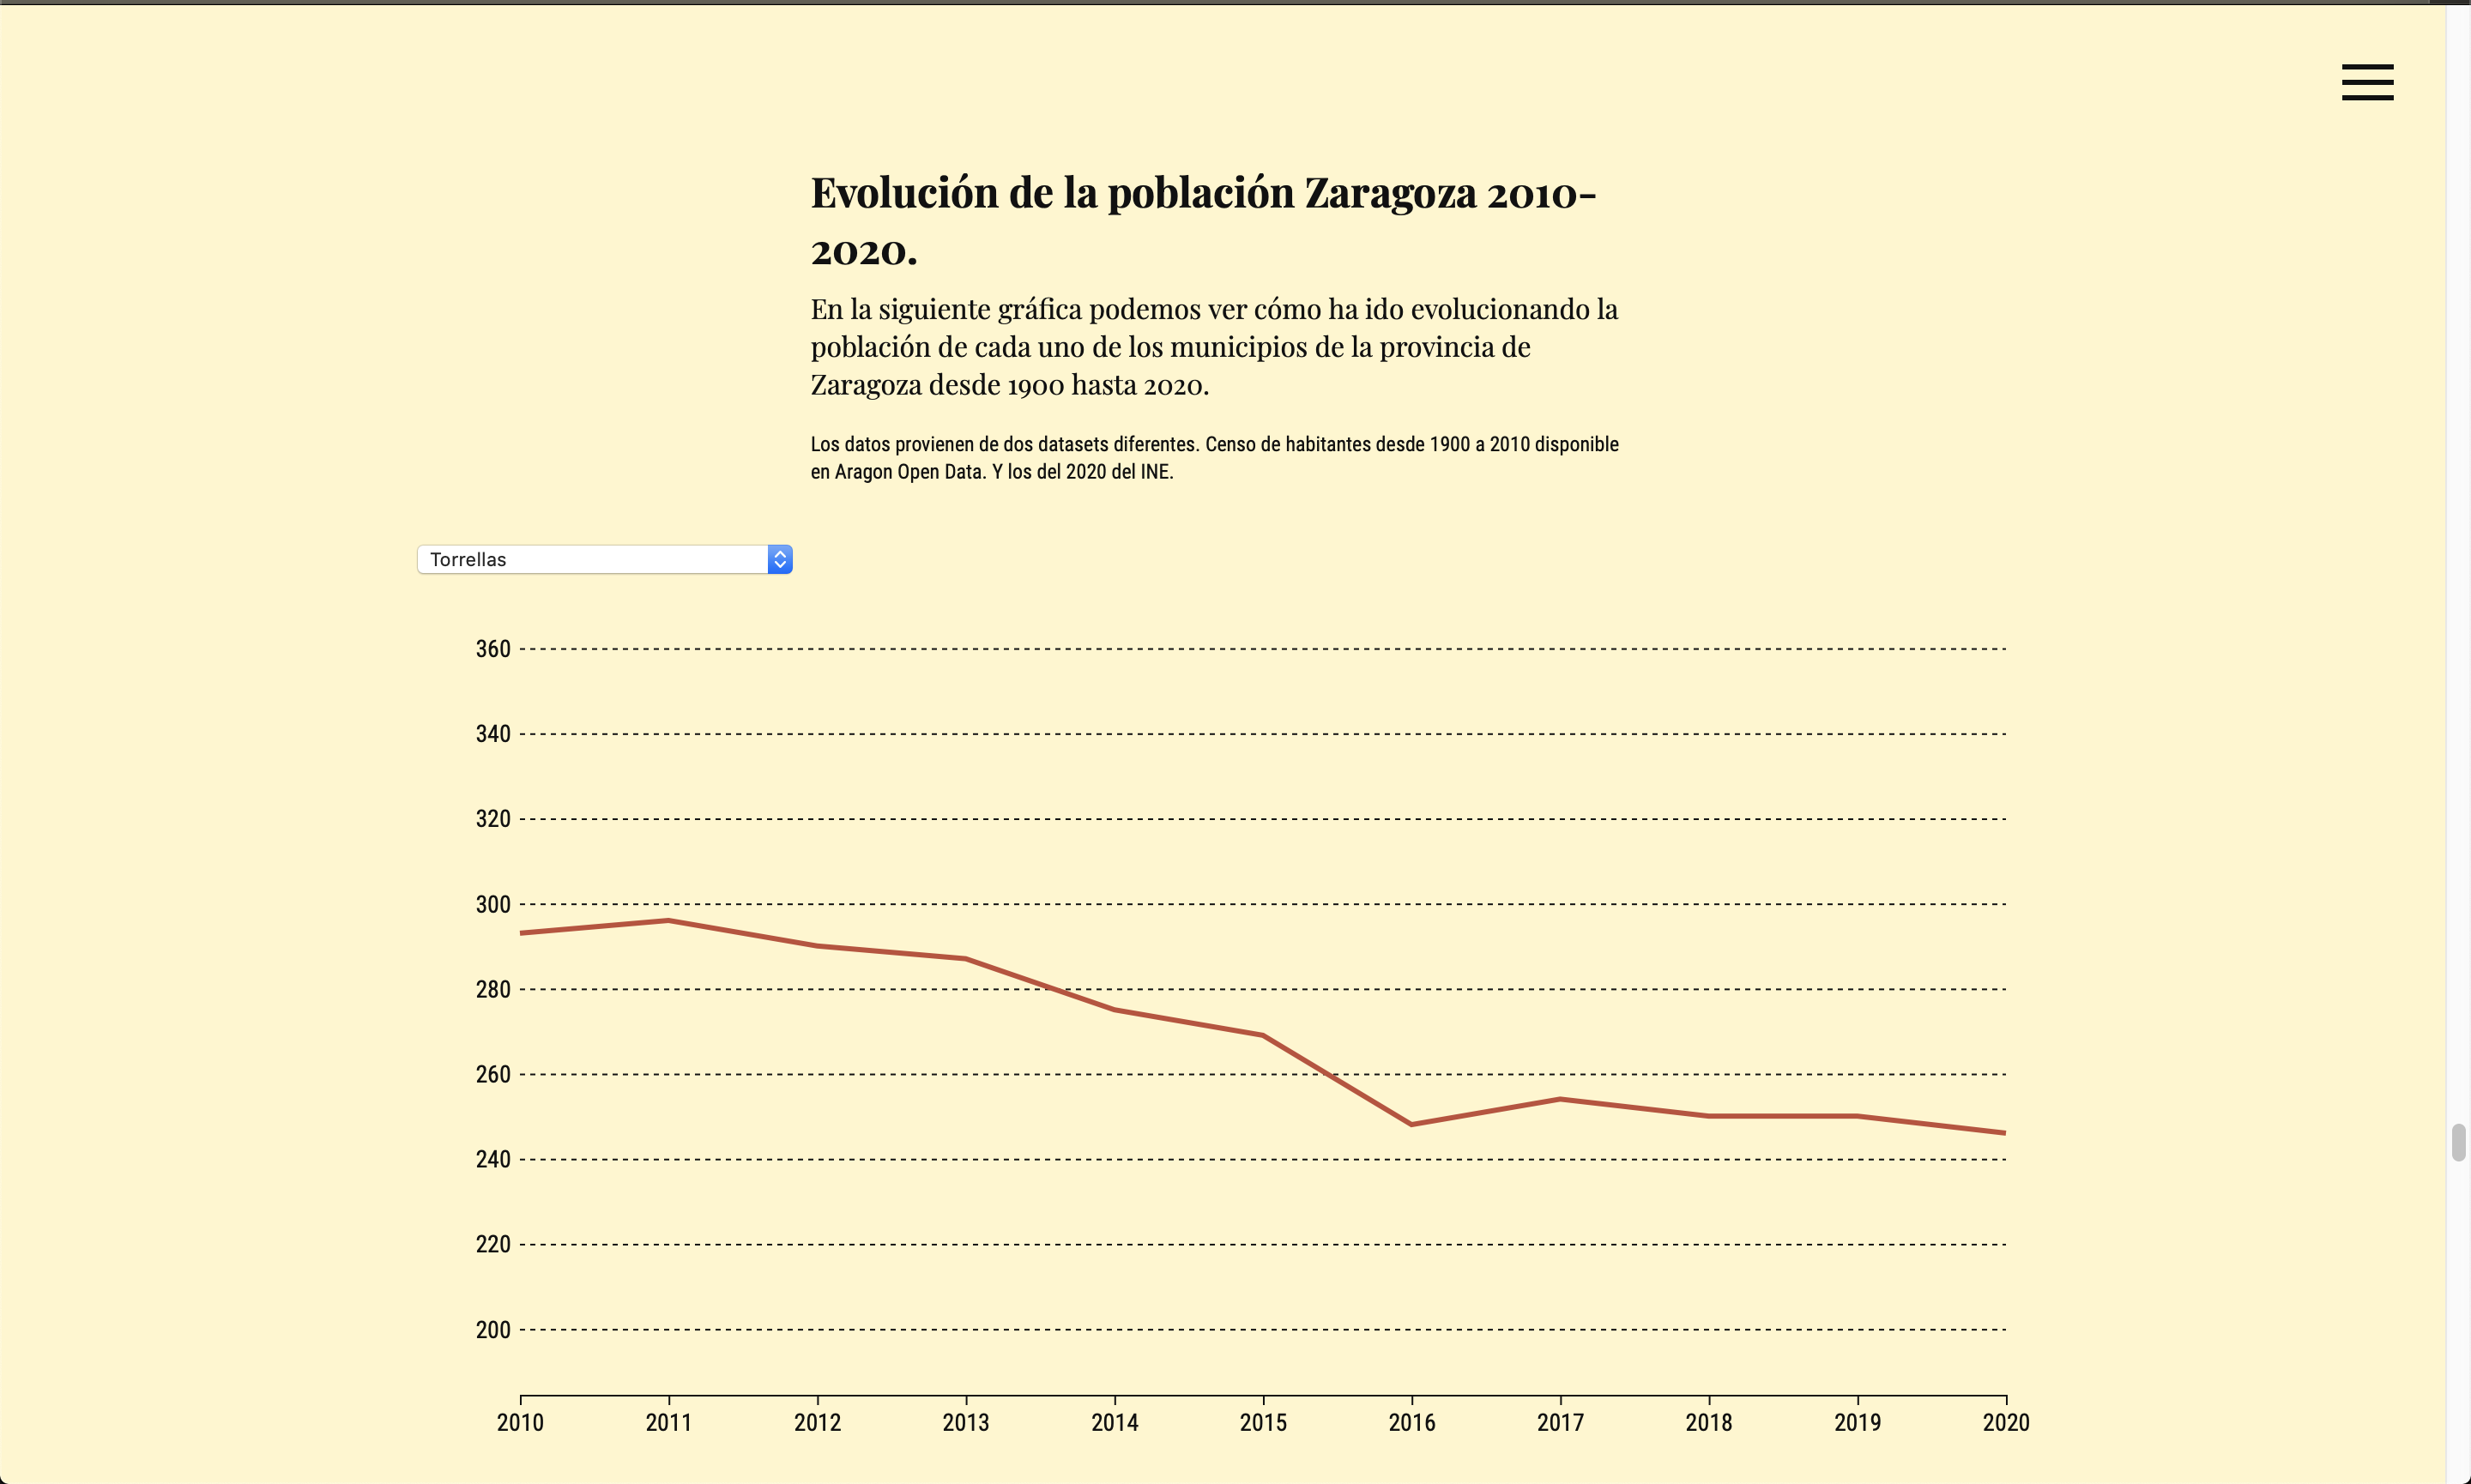 Evolución de la población Zaragoza 2010-
2020.
En la siguiente gráfica podemos ver cómo ha ido evolucionando la
población de cada uno de los municipios de la provincia de
Zaragoza desde 1900 hasta 2020.
Los datos provienen de dos datasets diferentes. Censo de habitantes desde 1900 a 2010 disponible
en Aragon Open Data. Y los del 2020 del INE.
Torrellas
360
340
320
300
280
260
240
220
200
2010 2011 2012 2013 2014 2015 2016 2017 2018 2019 2020